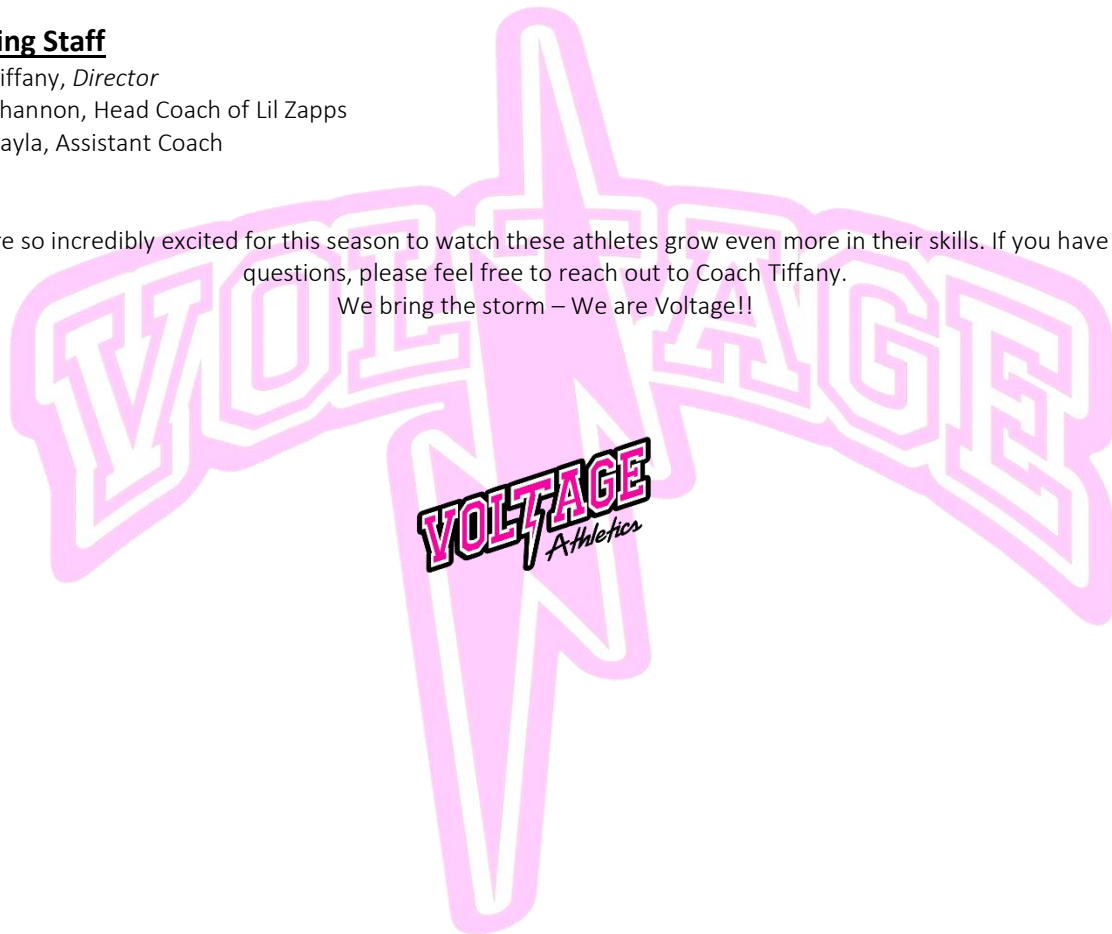 ing Staff
iffany, Director
hannon, Head Coach of Lil Zapps
ayla, Assistant Coach
re so incredibly excited for this season to watch these athletes grow even more in their skills. If you have
questions, please feel free to reach out to Coach Tiffany.
We bring the storm – We are Voltage!!
VOLTAGE
VOLTAGE
Athletics